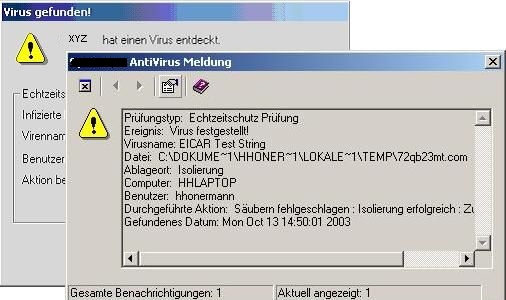 Virus gefunden!
XYZ hat einen Virus entdeckt.
AntiVirus Meldung
Echtzeits
Infizierte
Virennam
Benutzer
Aktion be
Prüfungstyp: Echtzeitschutz Prüfung
Ereignis: Virus festgestellt!
Virusname: EICAR Test String
Datei: C:\DOKUME~1\HHONER~1\LOKALE~1\TEMP\72qb23mt.com
Ablageort: Isolierung
Computer: HHLAPTOP
Benutzer: hhonermann
Durchgeführte Aktion: Säubern fehlgeschlagen : Isolierung erfolgreich : Zu
Gefundenes Datum: Mon Oct 13 14:50:01 2003
Gesamte Benachrichtigungen: 1
Aktuell angezeigt: 1